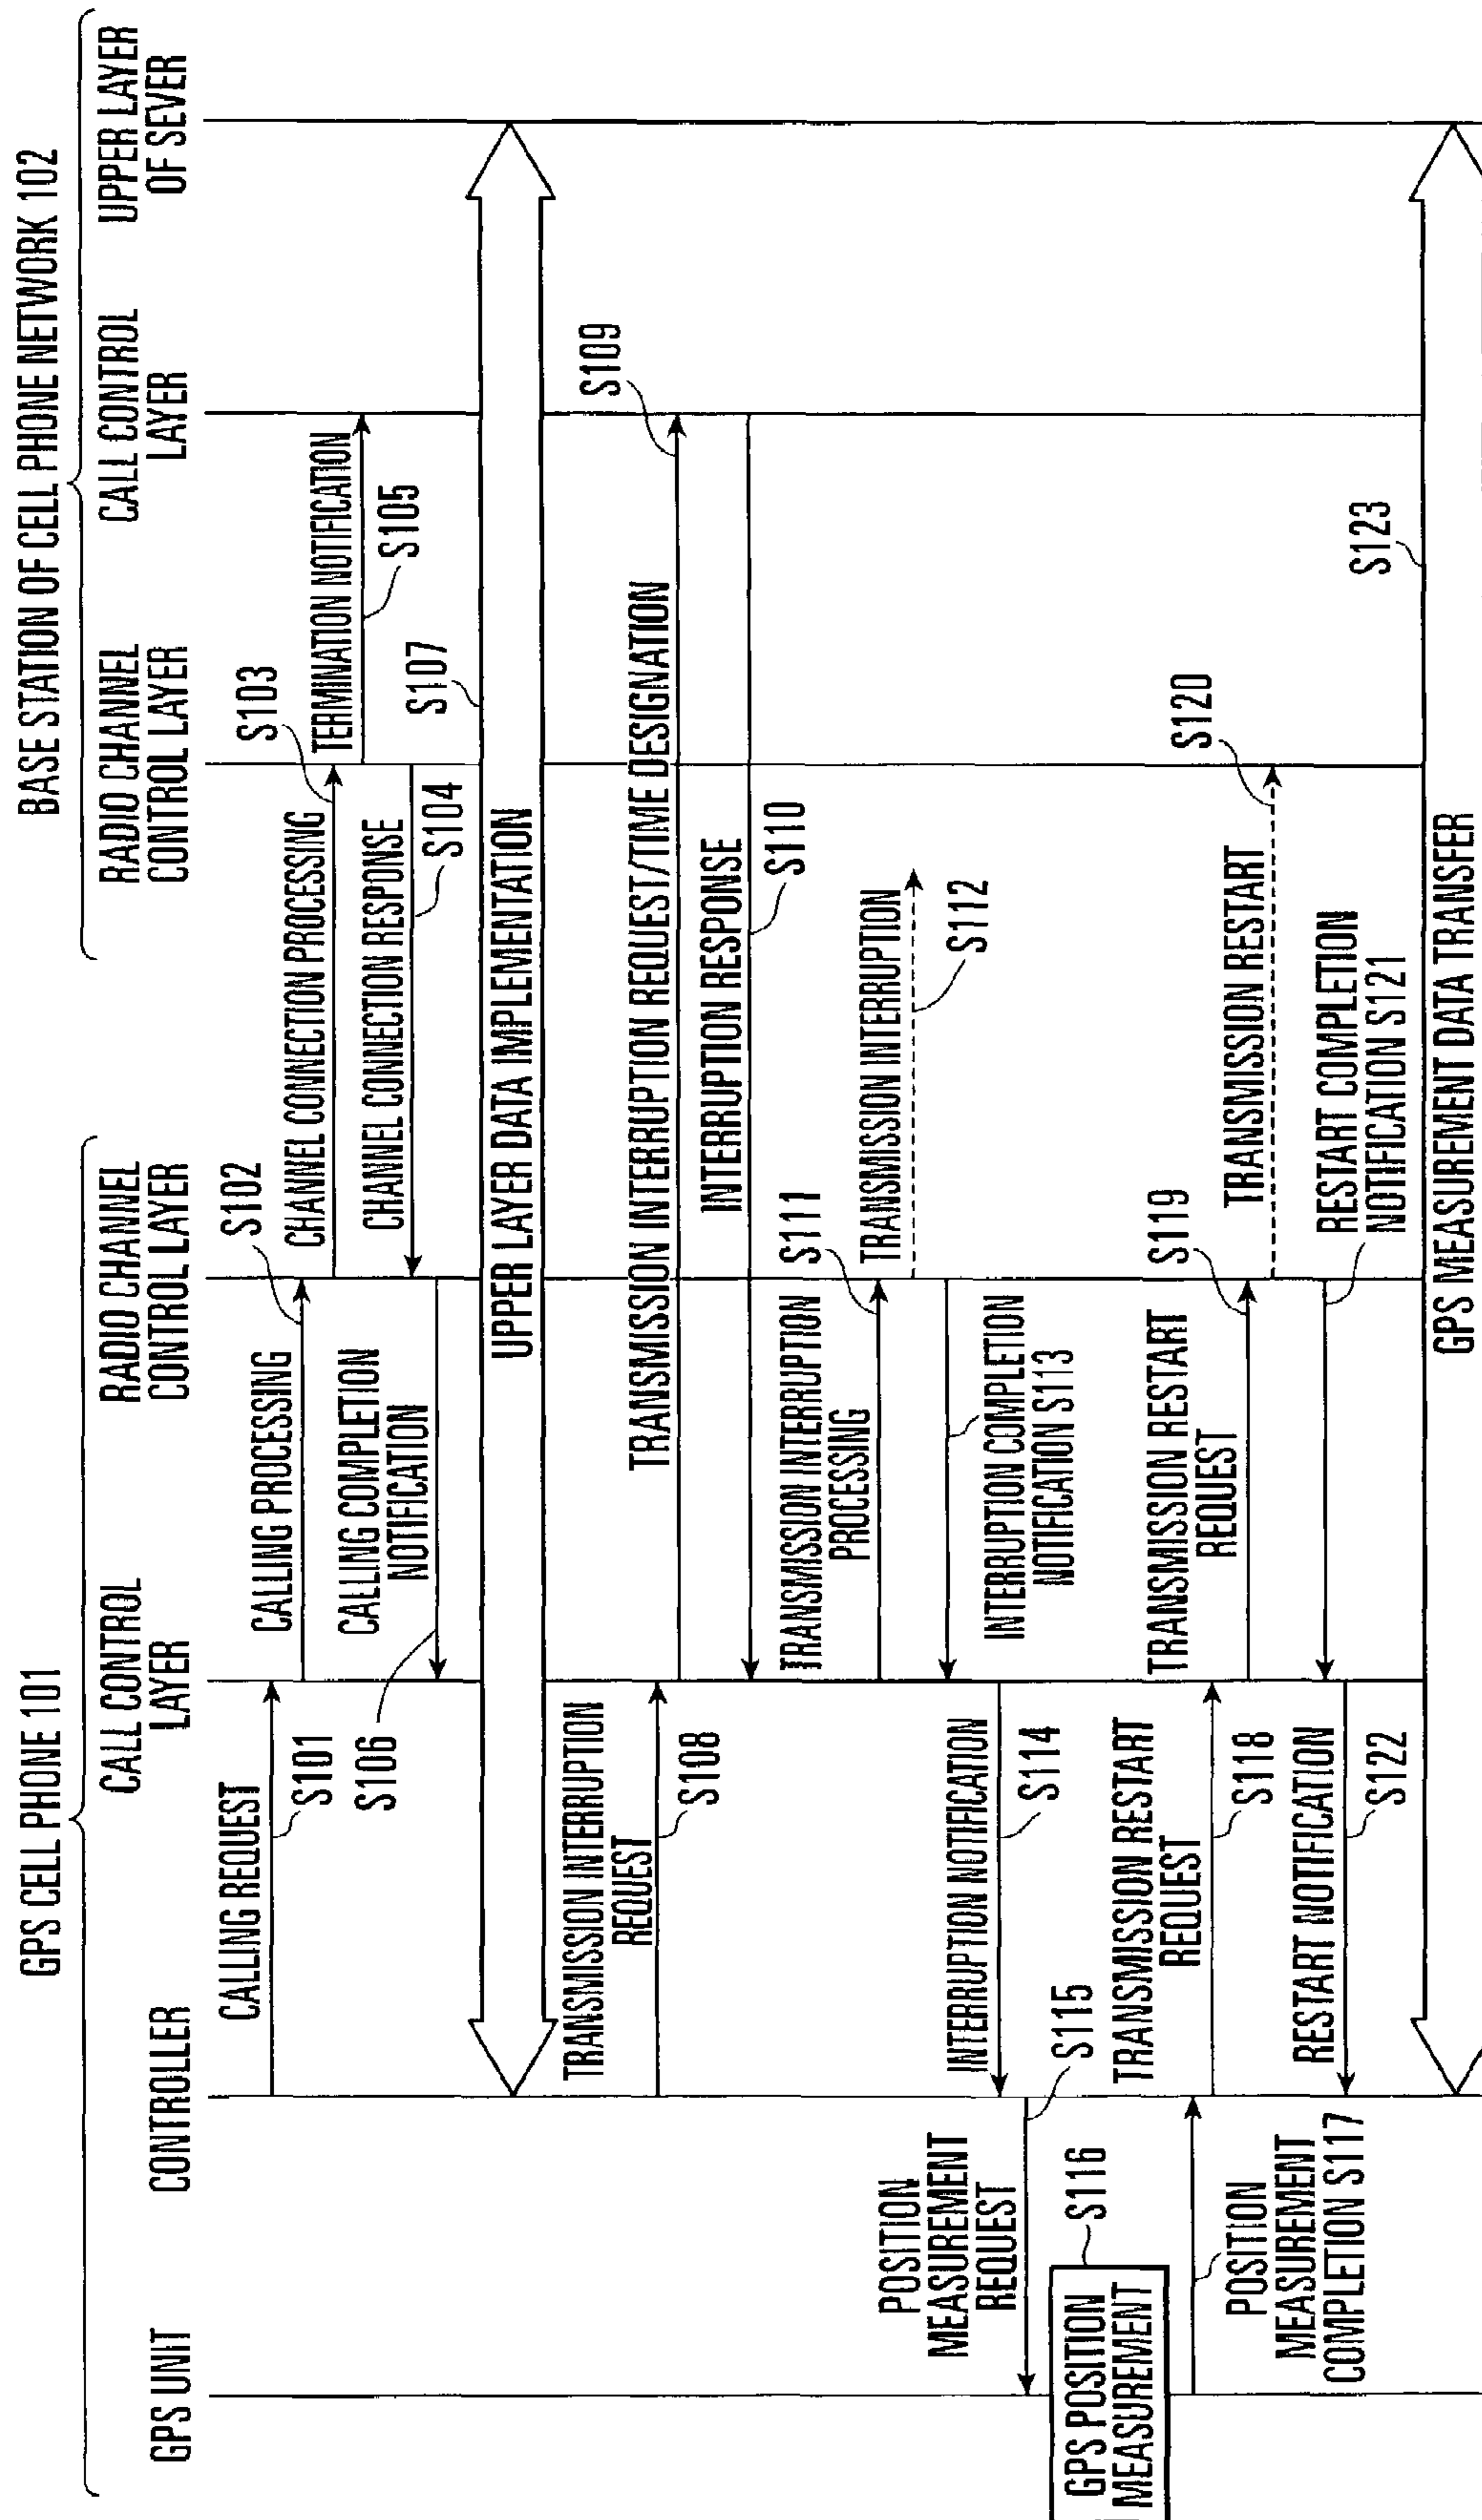 GPS CELL PHONE 101
BASE STATION OF CELL PHONE NETWORK 102
GPS UNIT
CONTROLLER
CALL CONTROL
LAYER
RADIO CHANNEL
CONTROL LAYER
RADIO CHANNEL
CONTROL LAYER
CALL CONTROL
LAYER
UPPER LAYER
OF SEVER
CALLING REQUEST
S101
CALLING PROCESSING
S102
CHANNEL CONNECTION PROCESSING
S103
TERMINATION NOTIFICATION
S105
CHANNEL CONNECTION RESPONSE
S104
CALLING COMPLETION
NOTIFICATION
S106
S107
UPPER LAYER DATA IMPLEMENTATION
TRANSMISSION INTERRUPTION
REQUEST
S108
TRANSMISSION INTERRUPTION REQUEST/TIME DESIGNATION
S109
INTERRUPTION RESPONSE
S110
TRANSMISSION INTERRUPTION
PROCESSING
S111
TRANSMISSION INTERRUPTION
S112
INTERRUPTION COMPLETION
NOTIFICATION S113
INTERRUPTION NOTIFICATION
S114
POSITION
MEASUREMENT
REQUEST
S115
GPS POSITION
MEASUREMENT
S116
POSITION
MEASUREMENT
COMPLETION S117
TRANSMISSION RESTART
REQUEST
S118
TRANSMISSION RESTART
REQUEST
S119
TRANSMISSION RESTART
S120
RESTART COMPLETION
NOTIFICATION S121
RESTART NOTIFICATION
S122
S123
GPS MEASUREMENT DATA TRANSFER